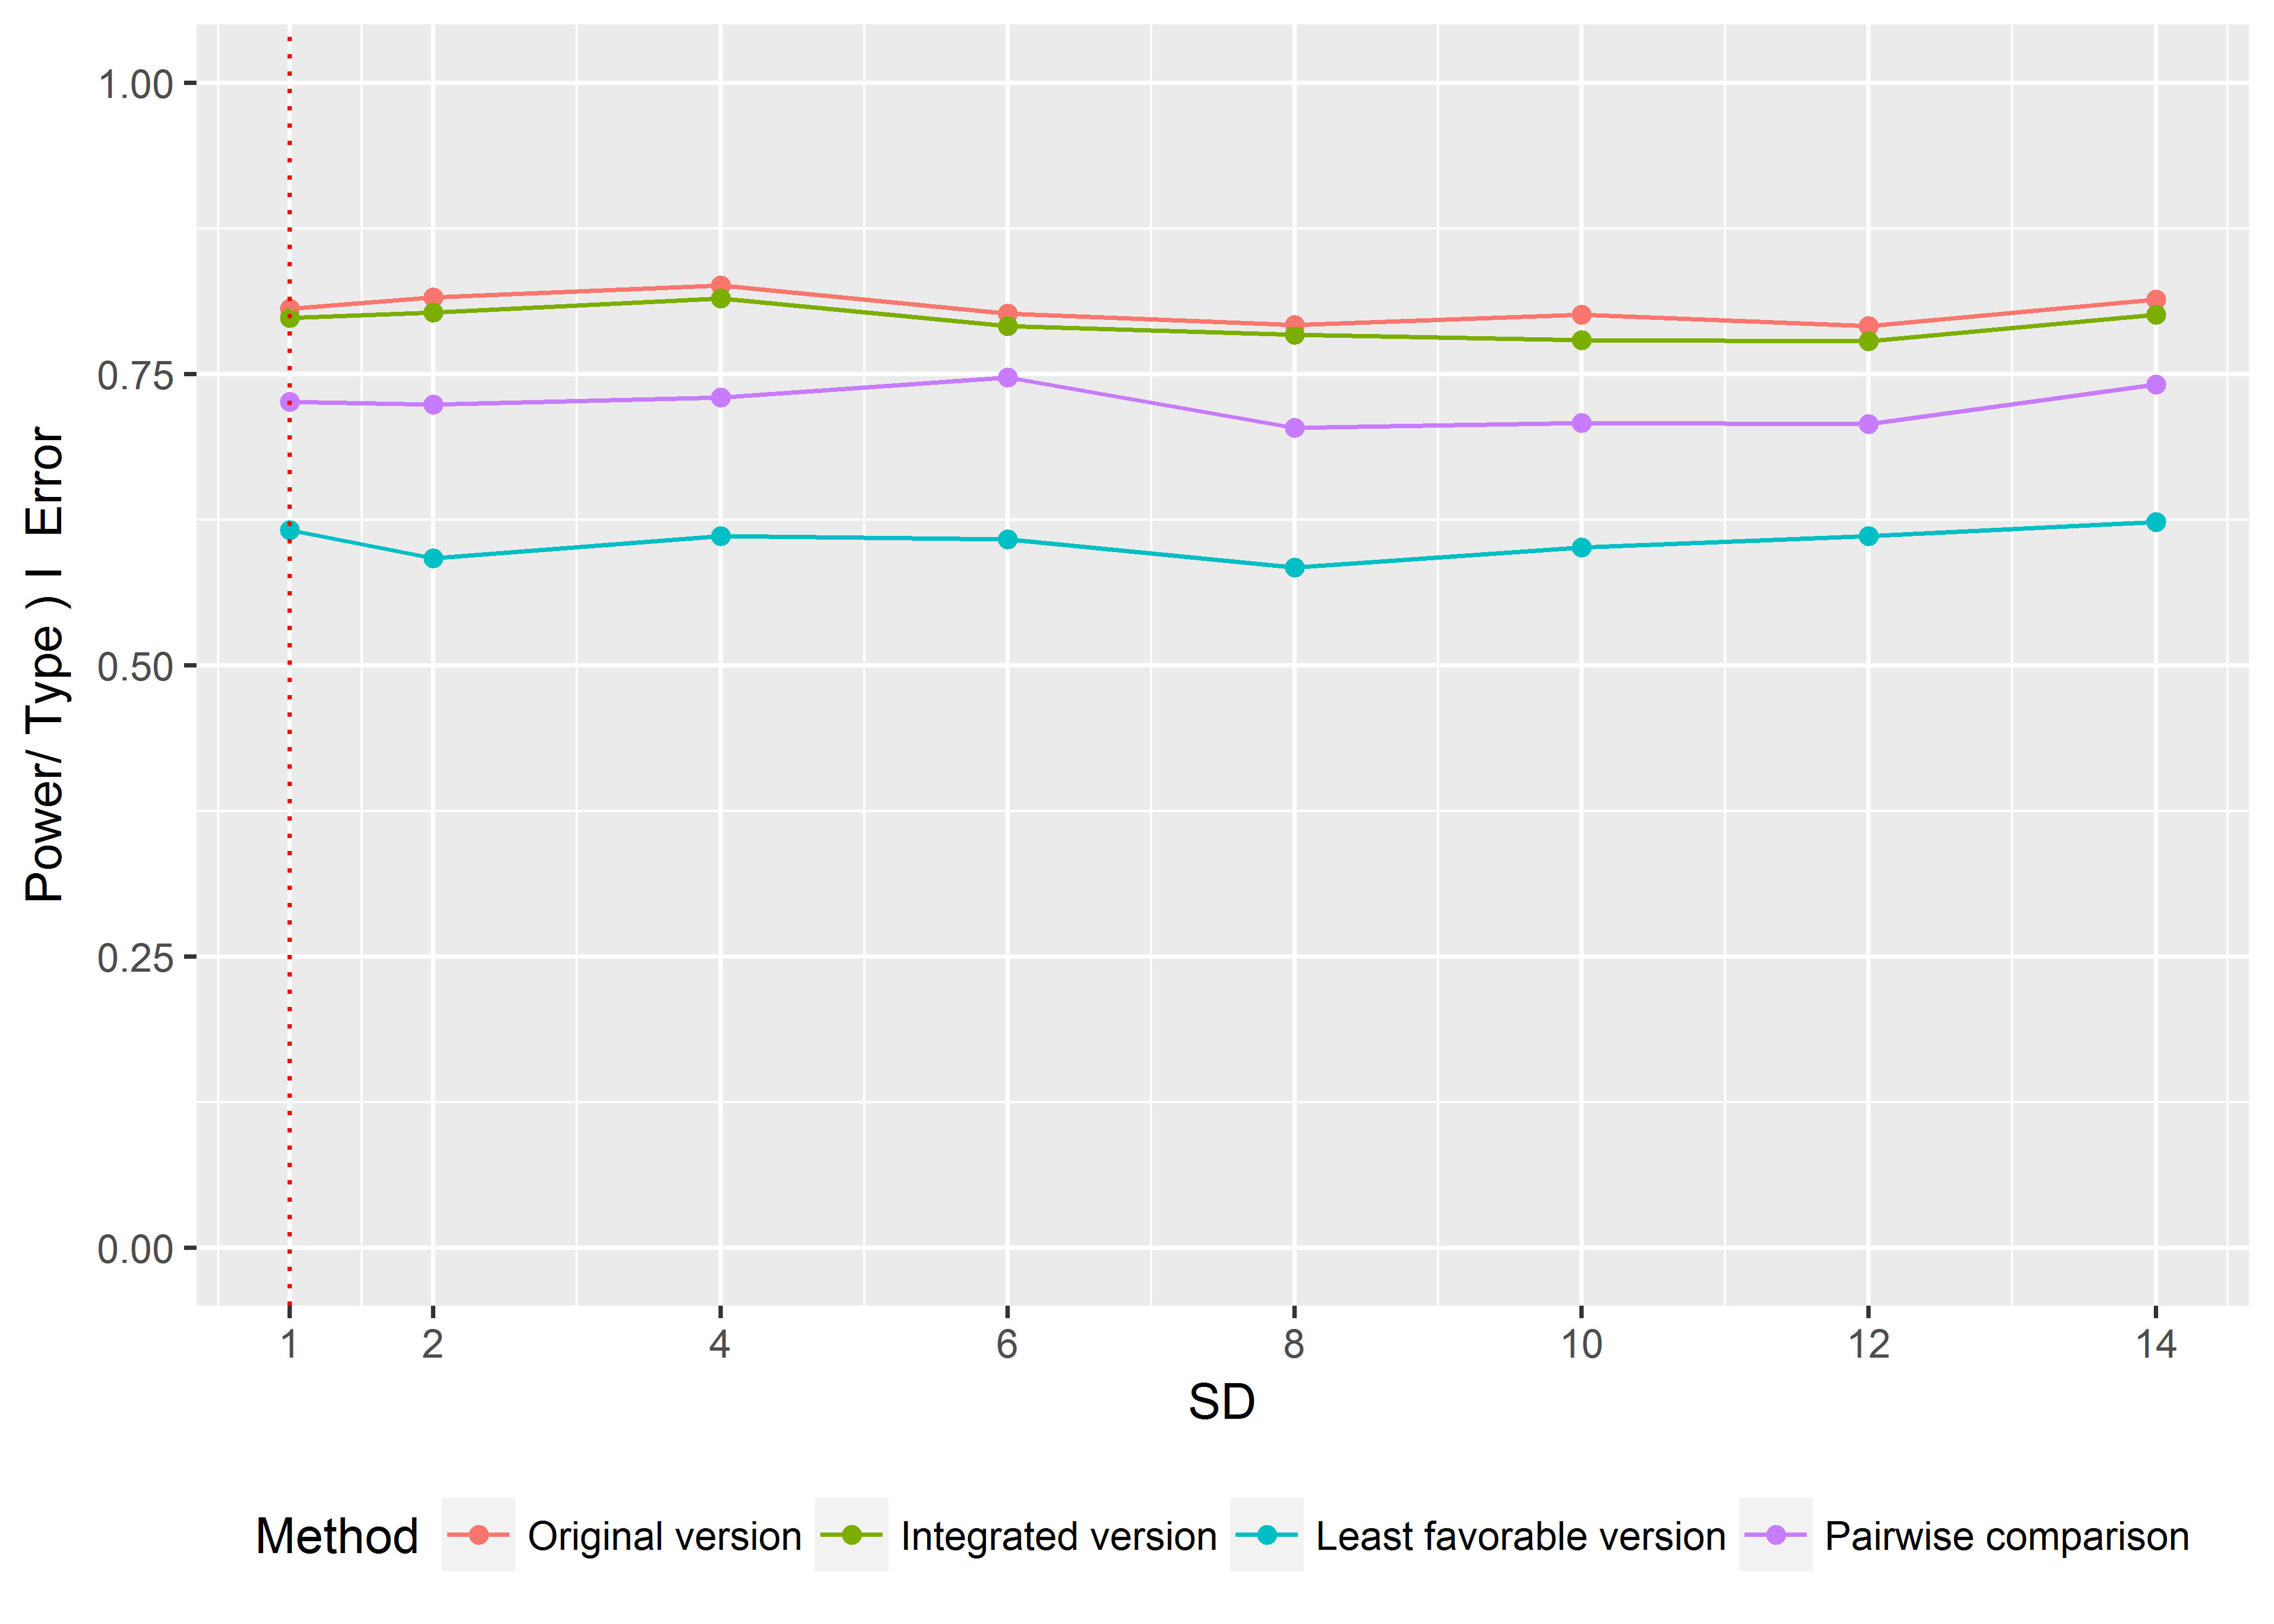 1.00
0.75
0.50
0.25
0.00
Power/ Type ) I Error
1 2 4 6 8 10 12 14
SD
Method Original version Integrated version Least favorable version Pairwise comparison